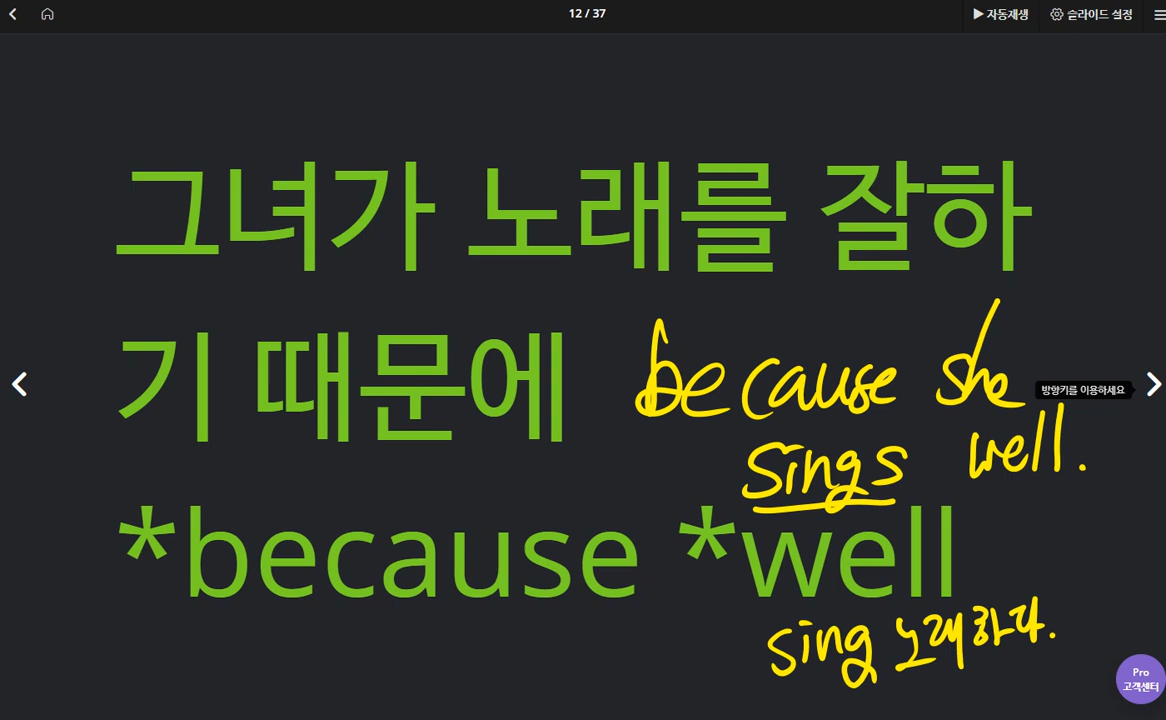 12 / 37
▶ 자동재생
슬라이드 설정
그녀가 노래를 잘하
기 때문에
because she
방향키를 이용하세요
sings well.
*because *well
sing 노래하다.
Pro
고객센터